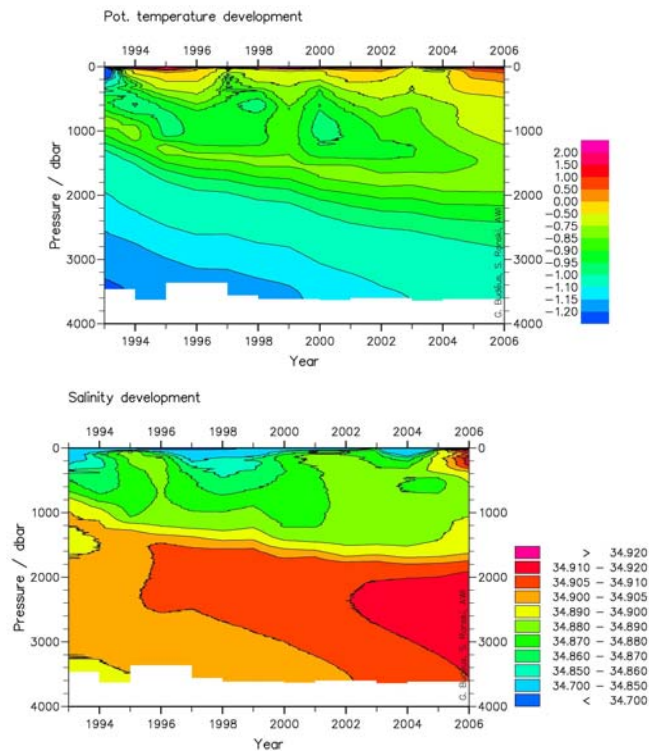 Pot. temperature development
1994 1996 1998 2000 2002 2004 2006
0 0
1000 1000
2000 2000
3000 3000
4000 4000
Pressure / dbar
2.00
1.50
1.00
0.50
0.00
-0.50
-0.75
-0.85
-0.90
-0.95
-1.00
-1.10
-1.15
-1.20
1994 1996 1998 2000 2002 2004 2006
Year
Salinity development
1994 1996 1998 2000 2002 2004 2006
0 0
1000 1000
2000 2000
3000 3000
4000 4000
Pressure / dbar
> 34.920
34.910 - 34.920
34.905 - 34.910
34.900 - 34.905
34.890 - 34.900
34.880 - 34.890
34.870 - 34.880
34.860 - 34.870
34.850 - 34.860
34.700 - 34.850
< 34.700
1994 1996 1998 2000 2002 2004 2006
Year